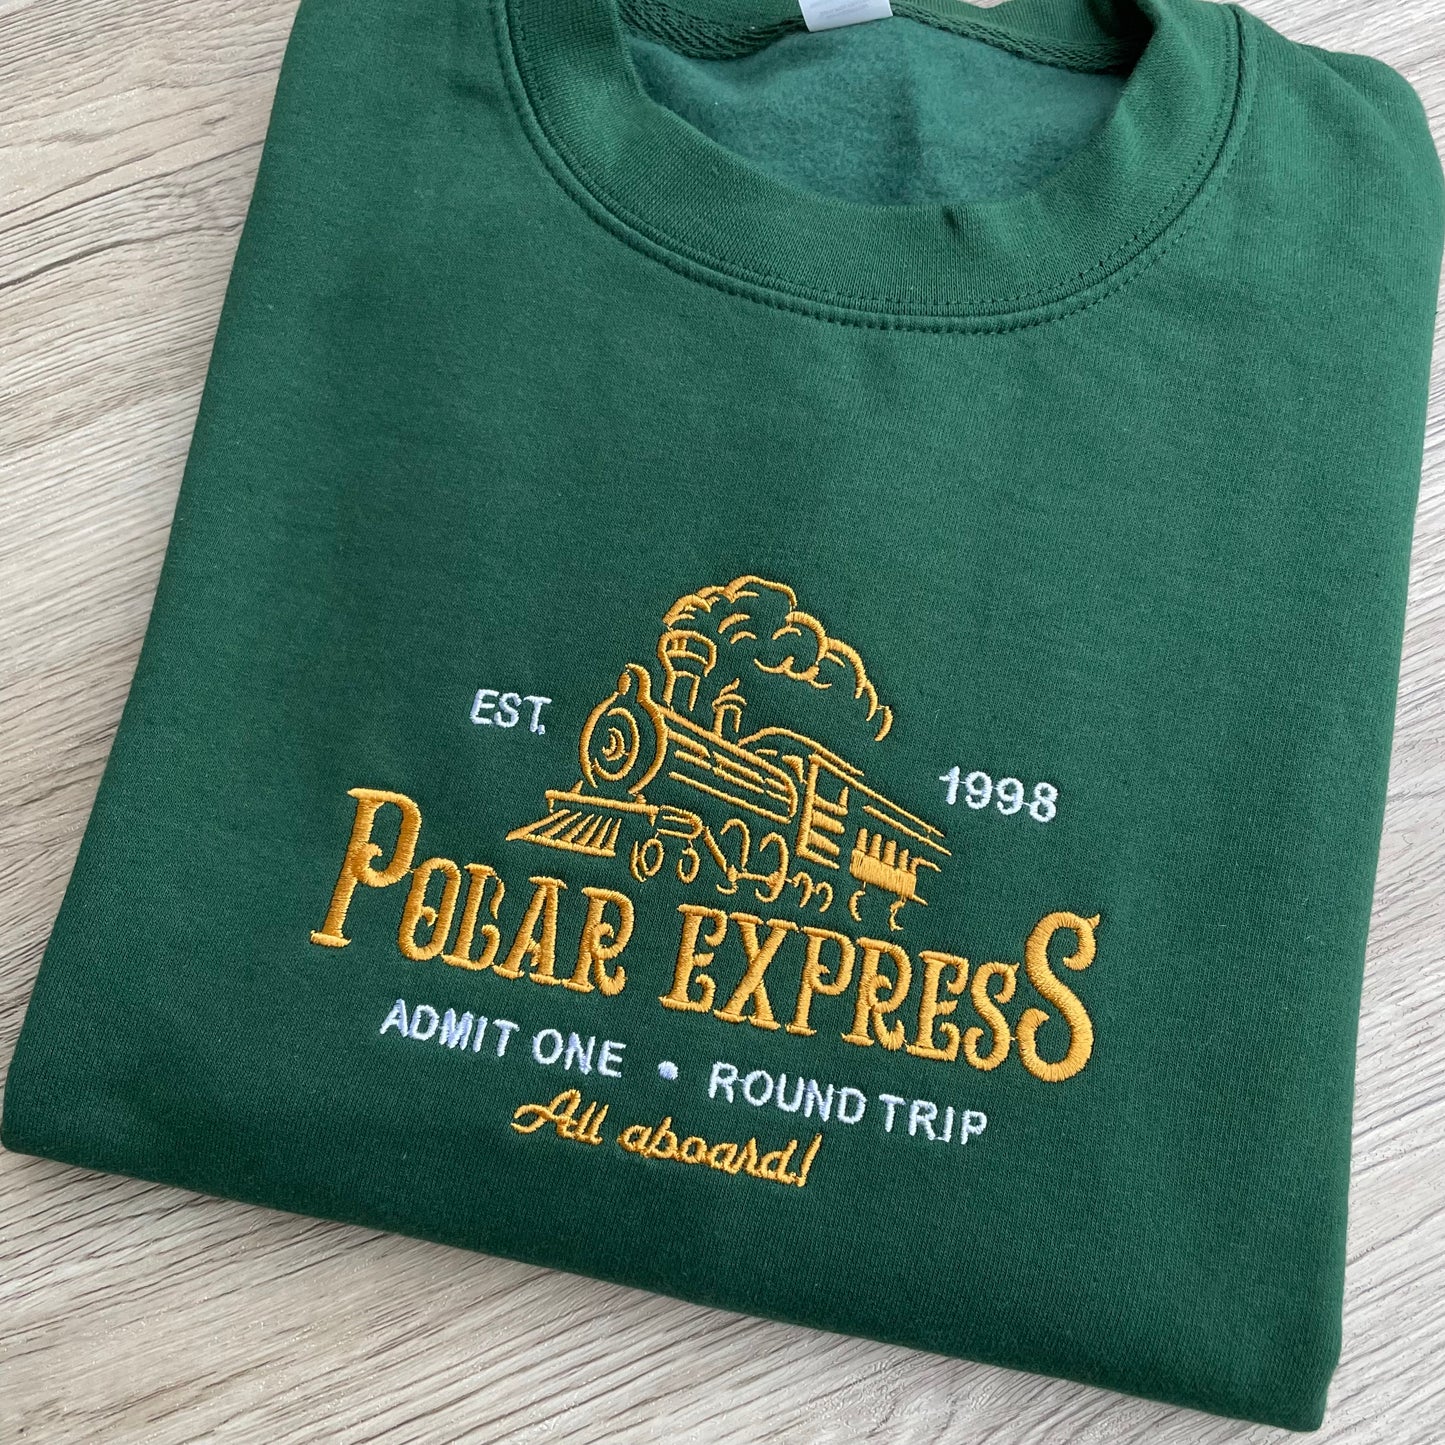 EST. 1998
POLAR EXPRESS
ADMIT ONE • ROUND TRIP
All aboard!